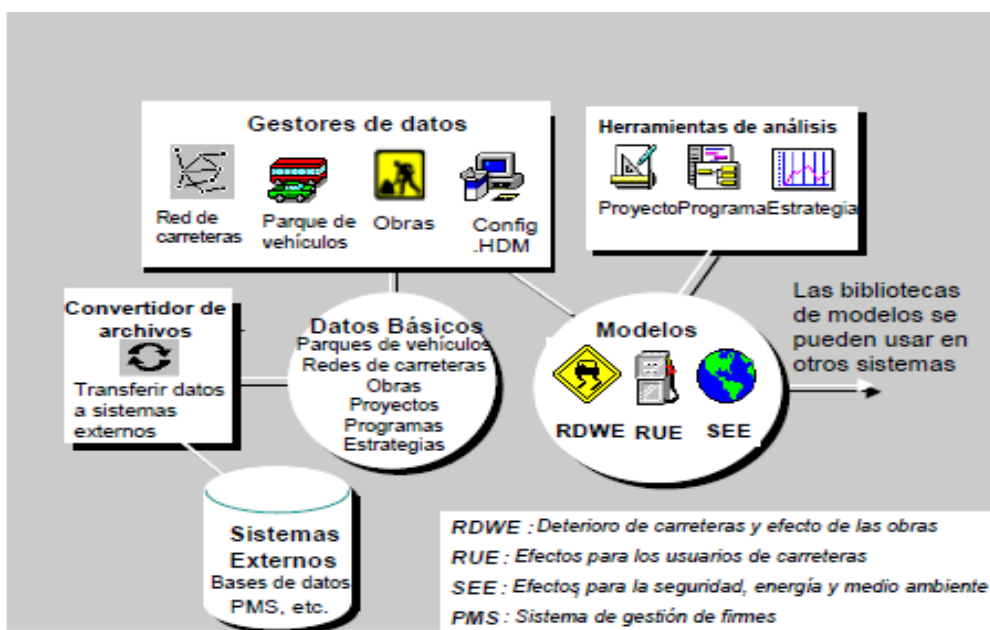 Gestores de datos
Red de
carreteras
Parque de
vehículos
Obras
Config
.HDM
Herramientas de análisis
Proyecto
Programa
Estrategia
Convertidor de
archivos
Transferir datos
a sistemas
externos
Datos Básicos
Parques de vehículos
Redes de carreteras
Obras
Proyectos
Programas
Estrategias
Modelos
RDWE
RUE
SEE
Las bibliotecas
de modelos se
pueden usar en
otros sistemas
Sistemas
Externos
Bases de datos
PMS, etc.
RDWE : Deterioro de carreteras y efecto de las obras
RUE : Efectos para los usuarios de carreteras
SEE : Efectos para la seguridad, energía y medio ambiente
PMS : Sistema de gestión de firmes